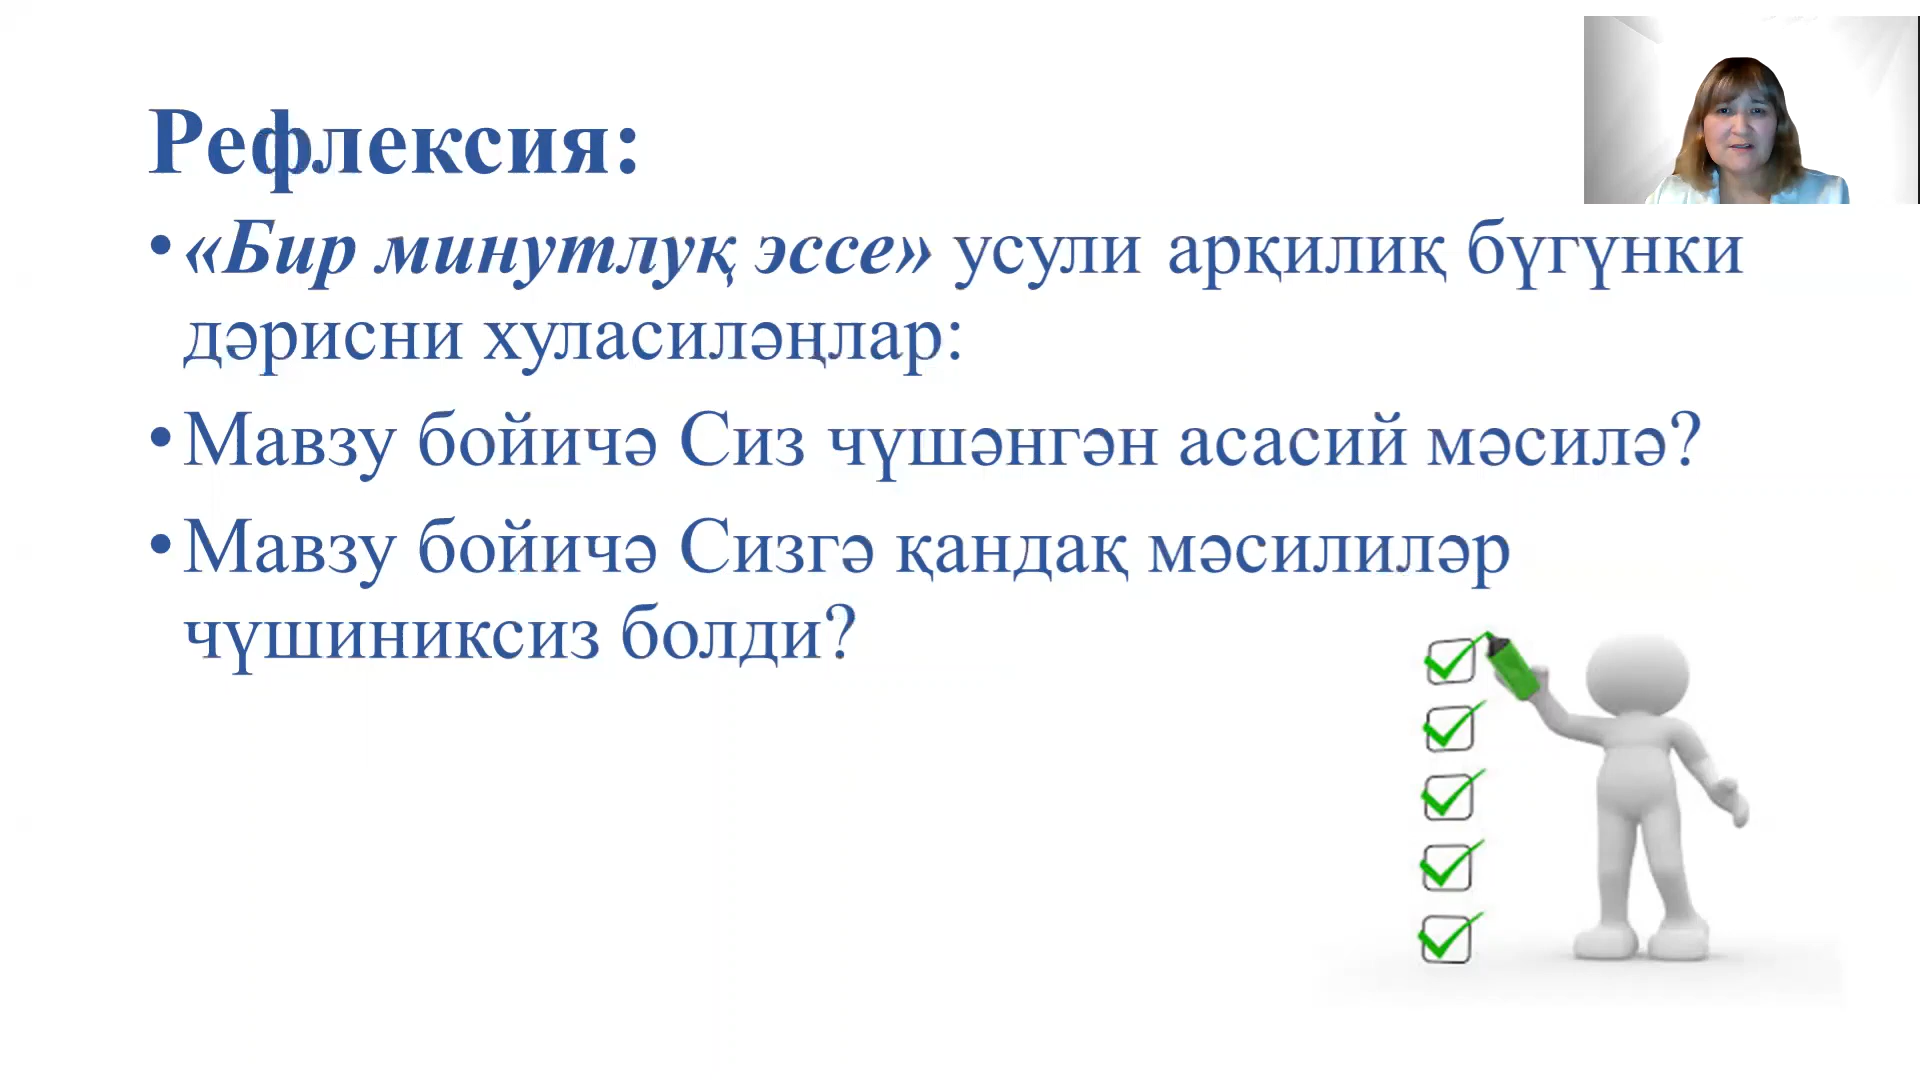 Рефлексия:
• «Бир минутлуқ эссе» усули арқилиқ бүгүнки
дәрисни хуласиләңлар:
• Мавзу бойичә Сиз чүшәнгән асасий мәсилә?
• Мавзу бойичә Сизгә қандақ мәсилиләр
чүшиниксиз болди?